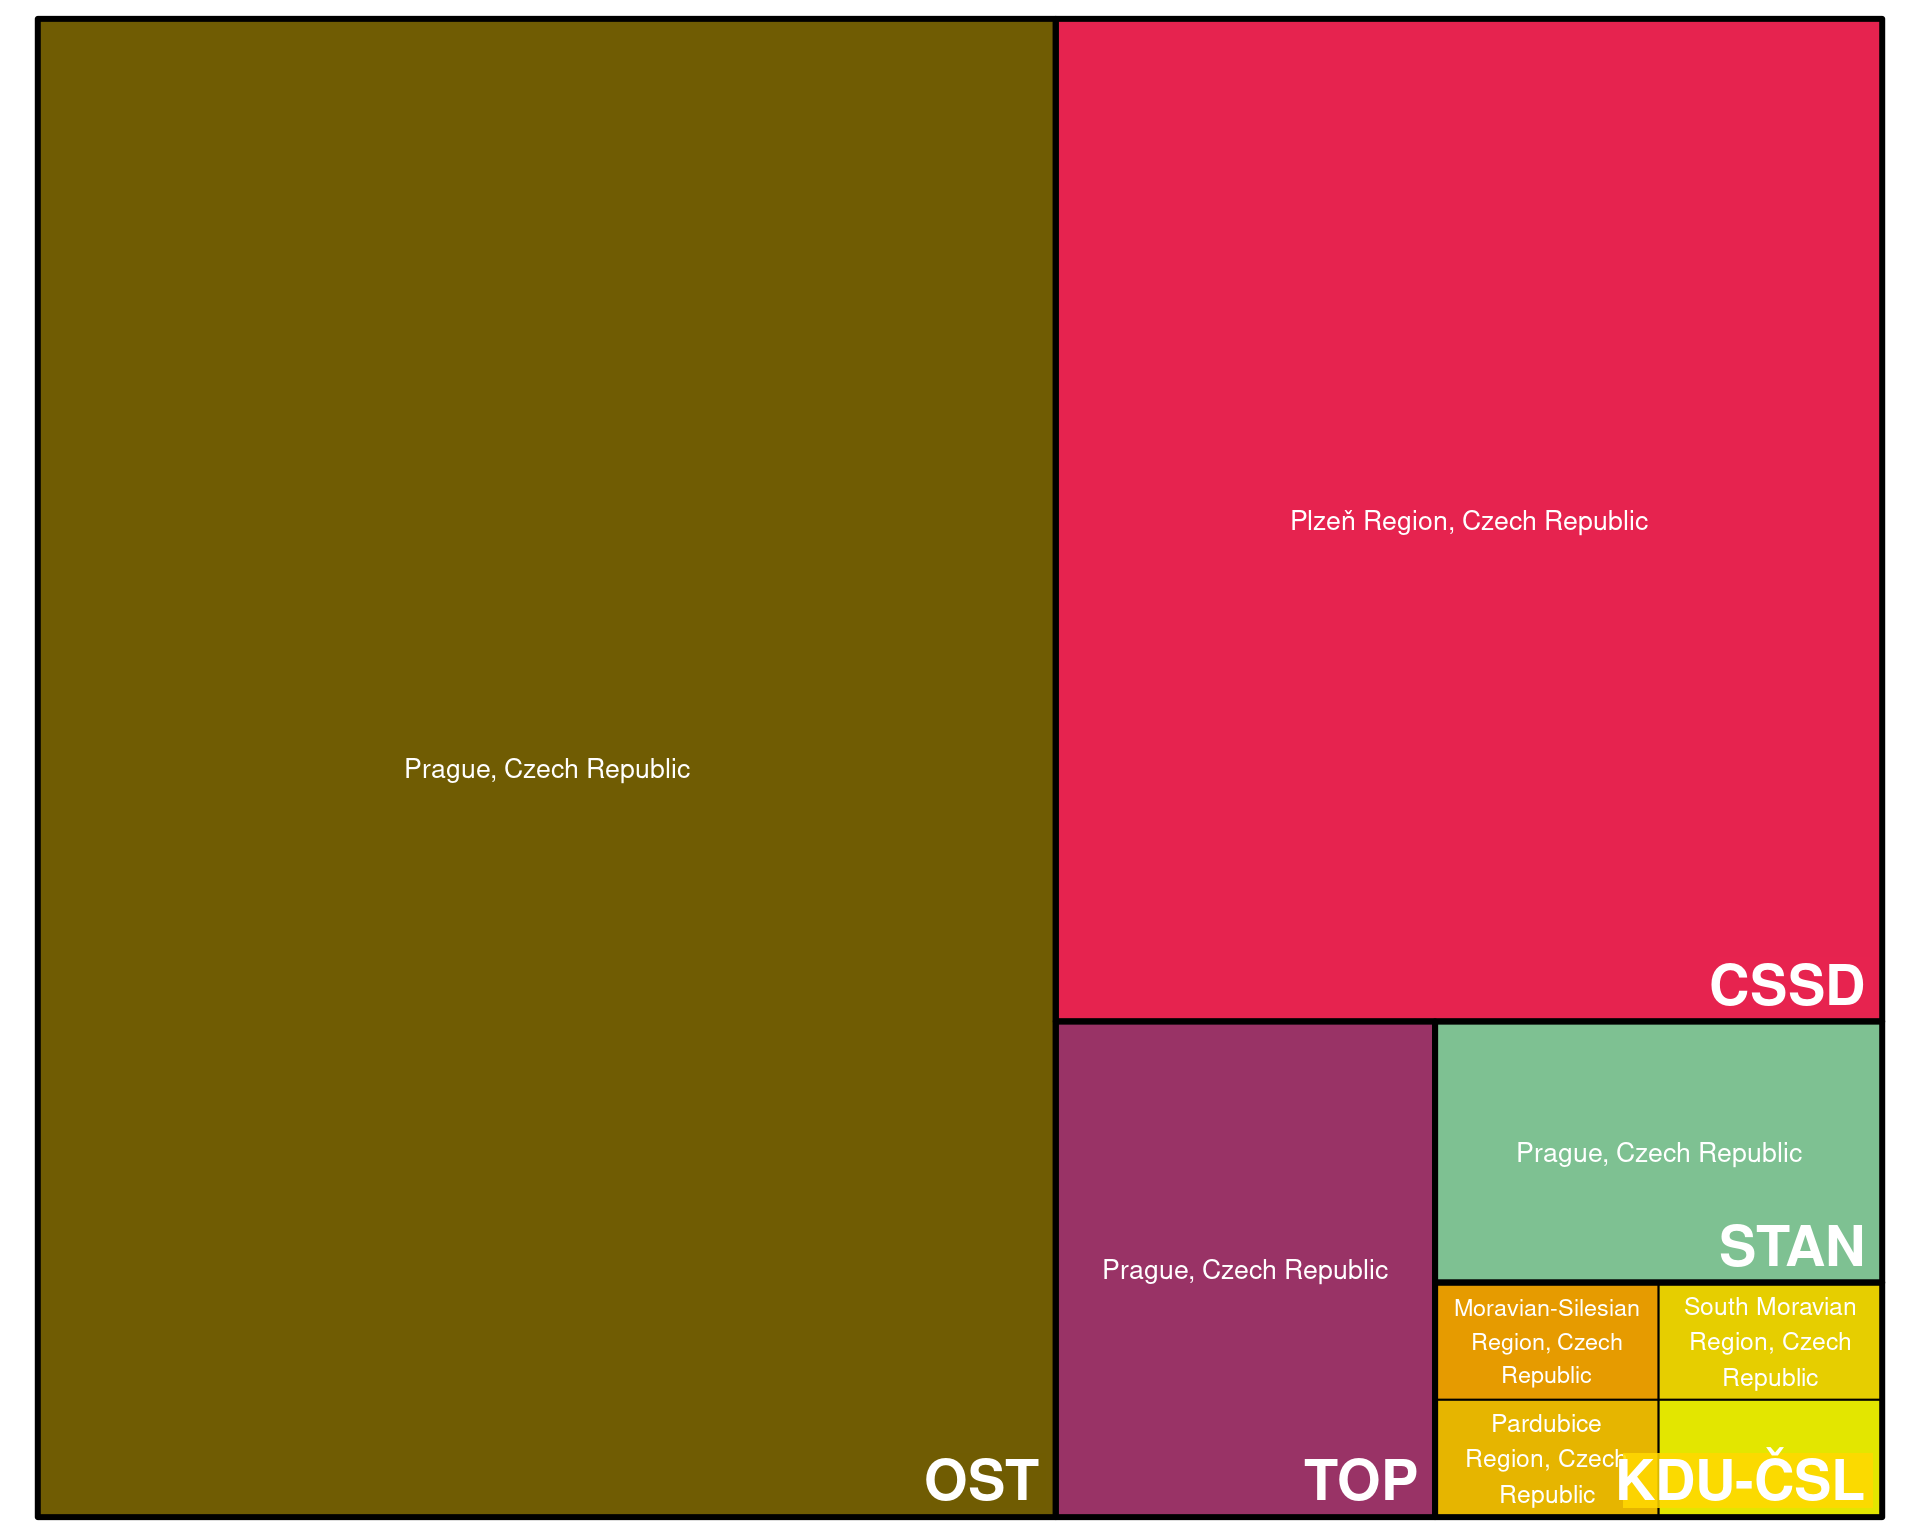 Prague, Czech Republic
OST
Plzeň Region, Czech Republic
CSSD
Prague, Czech Republic
TOP
Prague, Czech Republic
STAN
Moravian-Silesian
Region, Czech
Republic
South Moravian
Region, Czech
Republic
Pardubice
Region, Czech
Republic
KDU-ČSL